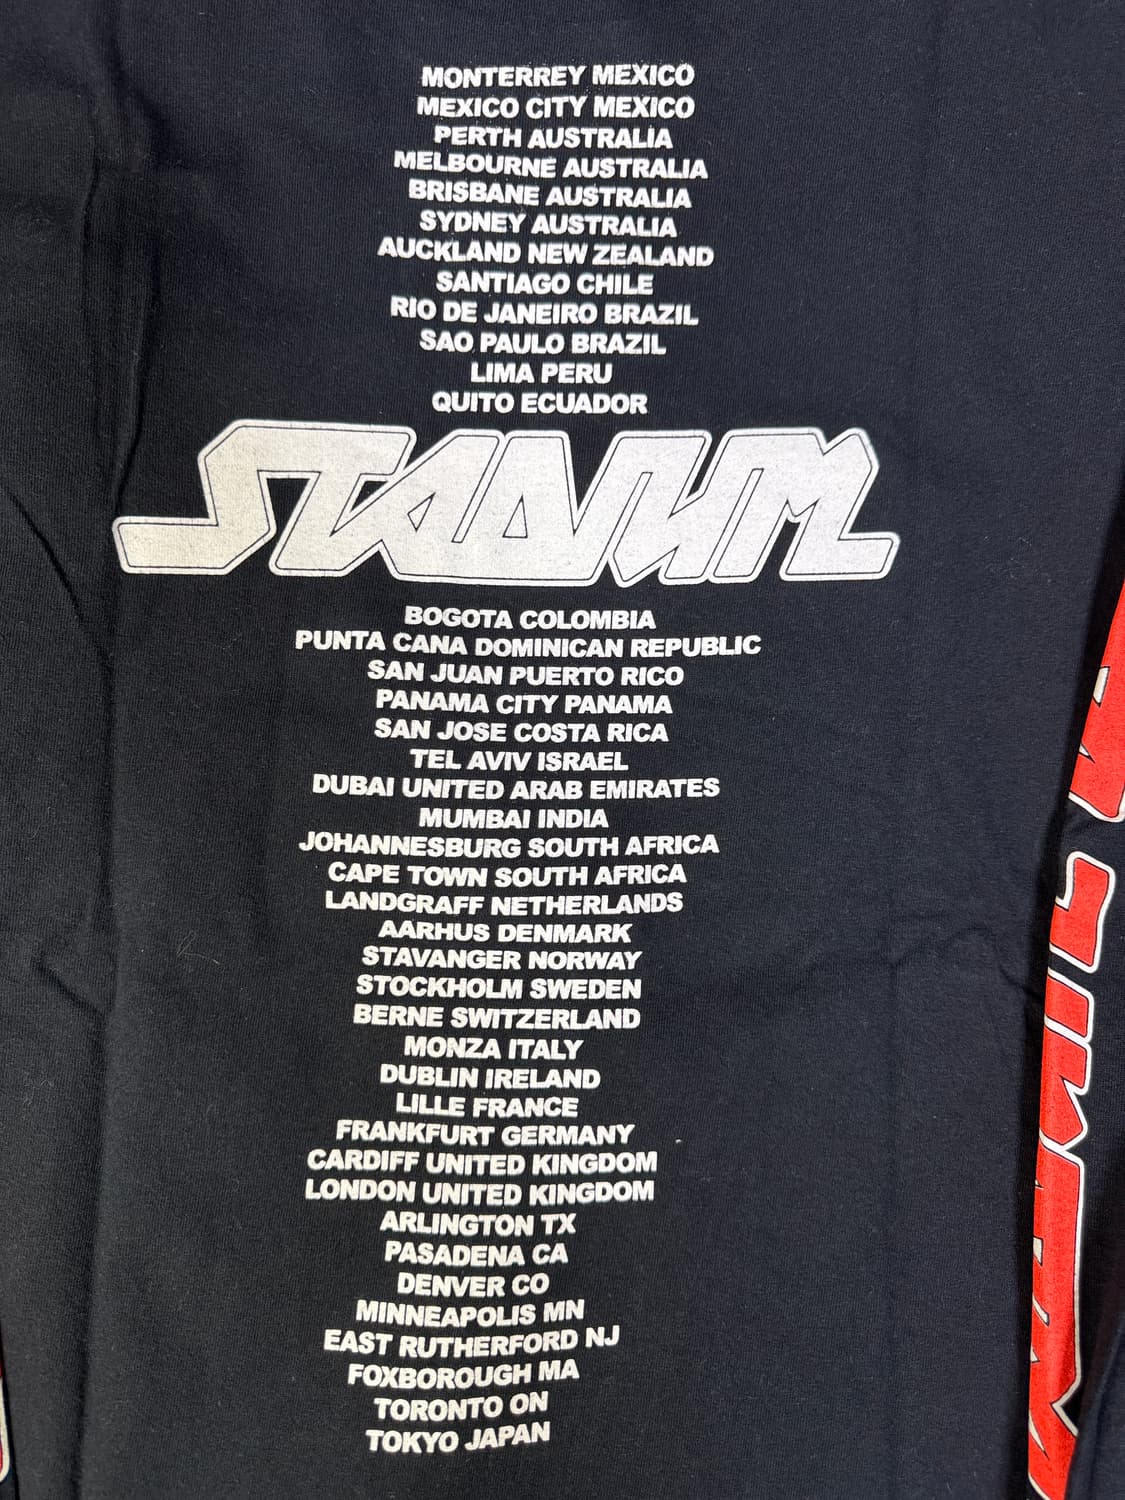 MONTERREY MEXICO
MEXICO CITY MEXICO
PERTH AUSTRALIA
MELBOURNE AUSTRALIA
BRISBANE AUSTRALIA
SYDNEY AUSTRALIA
AUCKLAND NEW ZEALAND
SANTIAGO CHILE
RIO DE JANEIRO BRAZIL
SAO PAULO BRAZIL
LIMA PERU
QUITO ECUADOR
STADIUM
BOGOTA COLOMBIA
PUNTA CANA DOMINICAN REPUBLIC
SAN JUAN PUERTO RICO
PANAMA CITY PANAMA
SAN JOSE COSTA RICA
TEL AVIV ISRAEL
DUBAI UNITED ARAB EMIRATES
MUMBAI INDIA
JOHANNESBURG SOUTH AFRICA
CAPE TOWN SOUTH AFRICA
LANDGRAFF NETHERLANDS
AARHUS DENMARK
STAVANGER NORWAY
STOCKHOLM SWEDEN
BERNE SWITZERLAND
MONZA ITALY
DUBLIN IRELAND
LILLE FRANCE
FRANKFURT GERMANY
CARDIFF UNITED KINGDOM
LONDON UNITED KINGDOM
ARLINGTON TX
PASADENA CA
DENVER CO
MINNEAPOLIS MN
EAST RUTHERFORD NJ
FOXBOROUGH MA
TORONTO ON
TOKYO JAPAN